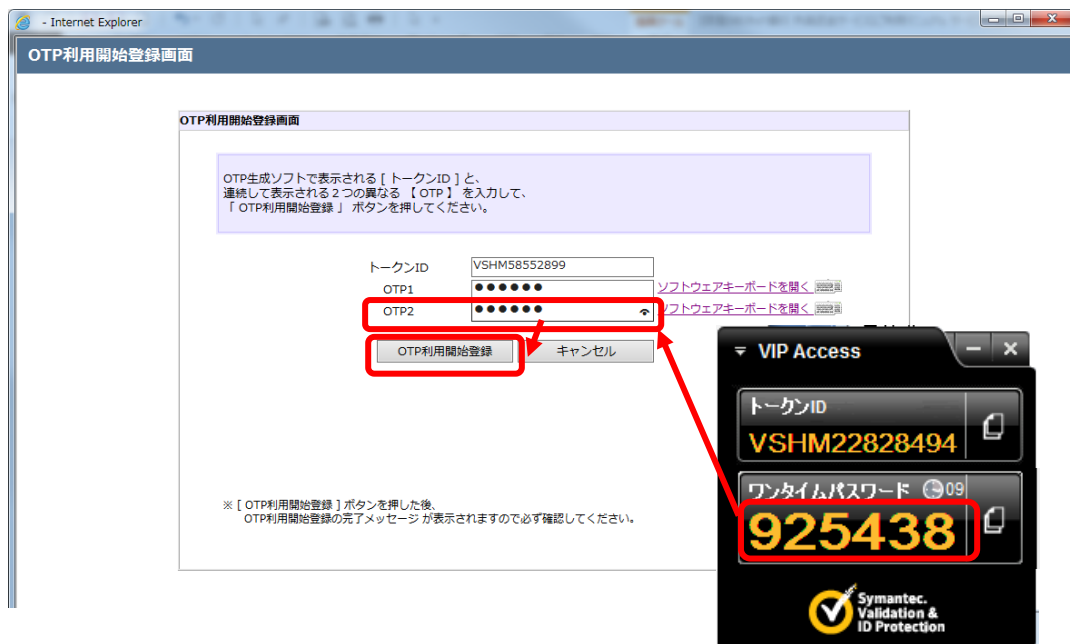 - Internet Explorer
OTP利用開始登録画面
OTP利用開始登録画面
OTP生成ソフトで表示される [ トークンID ] と、
連続して表示される２つの異なる 【 OTP 】 を入力して、
「 OTP利用開始登録 」 ボタンを押してください。
トークンID VSHM58552899
OTP1 ●●●●●● ソフトウェアキーボードを開く
OTP2 ●●●●●● ソフトウェアキーボードを開く
OTP利用開始登録 キャンセル
※ [ OTP利用開始登録 ] ボタンを押した後、
OTP利用開始登録の完了メッセージ が表示されますので必ず確認してください。
VIP Access
トークンID
VSHM22828494
ワンタイムパスワード 09
925438
Symantec.
Validation &
ID Protection